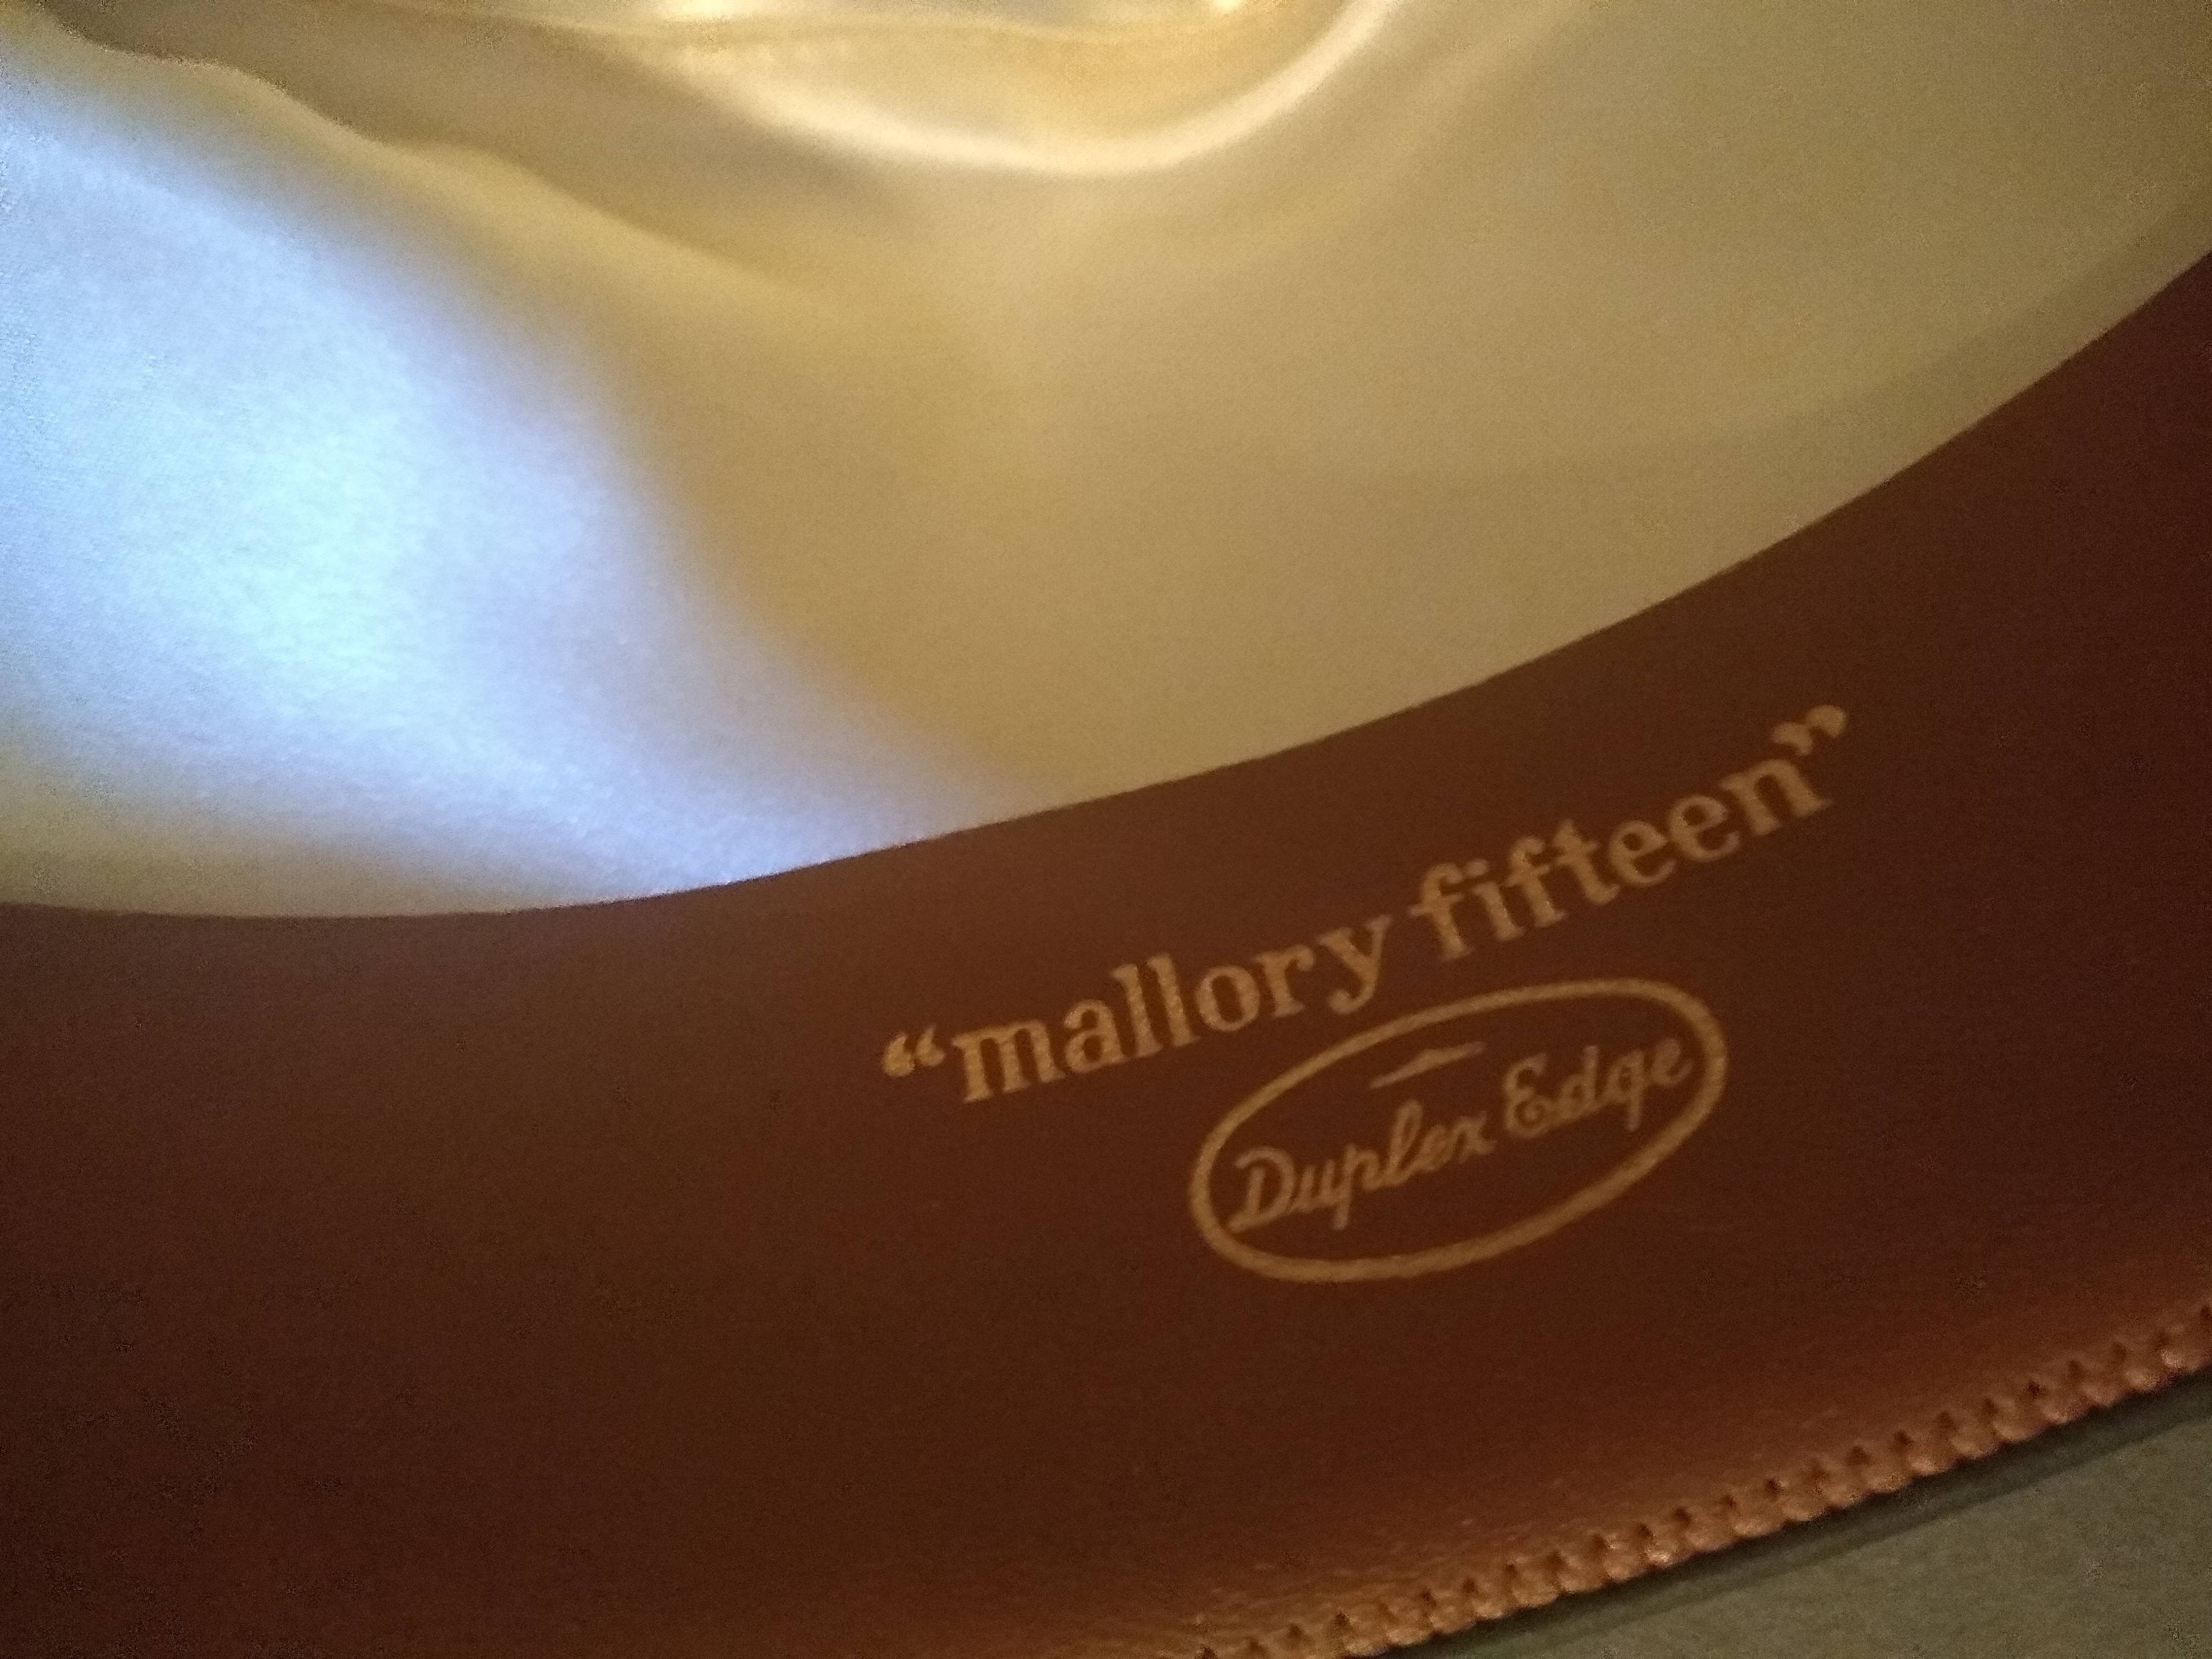 “mallory fifteen”
Duplex Edge